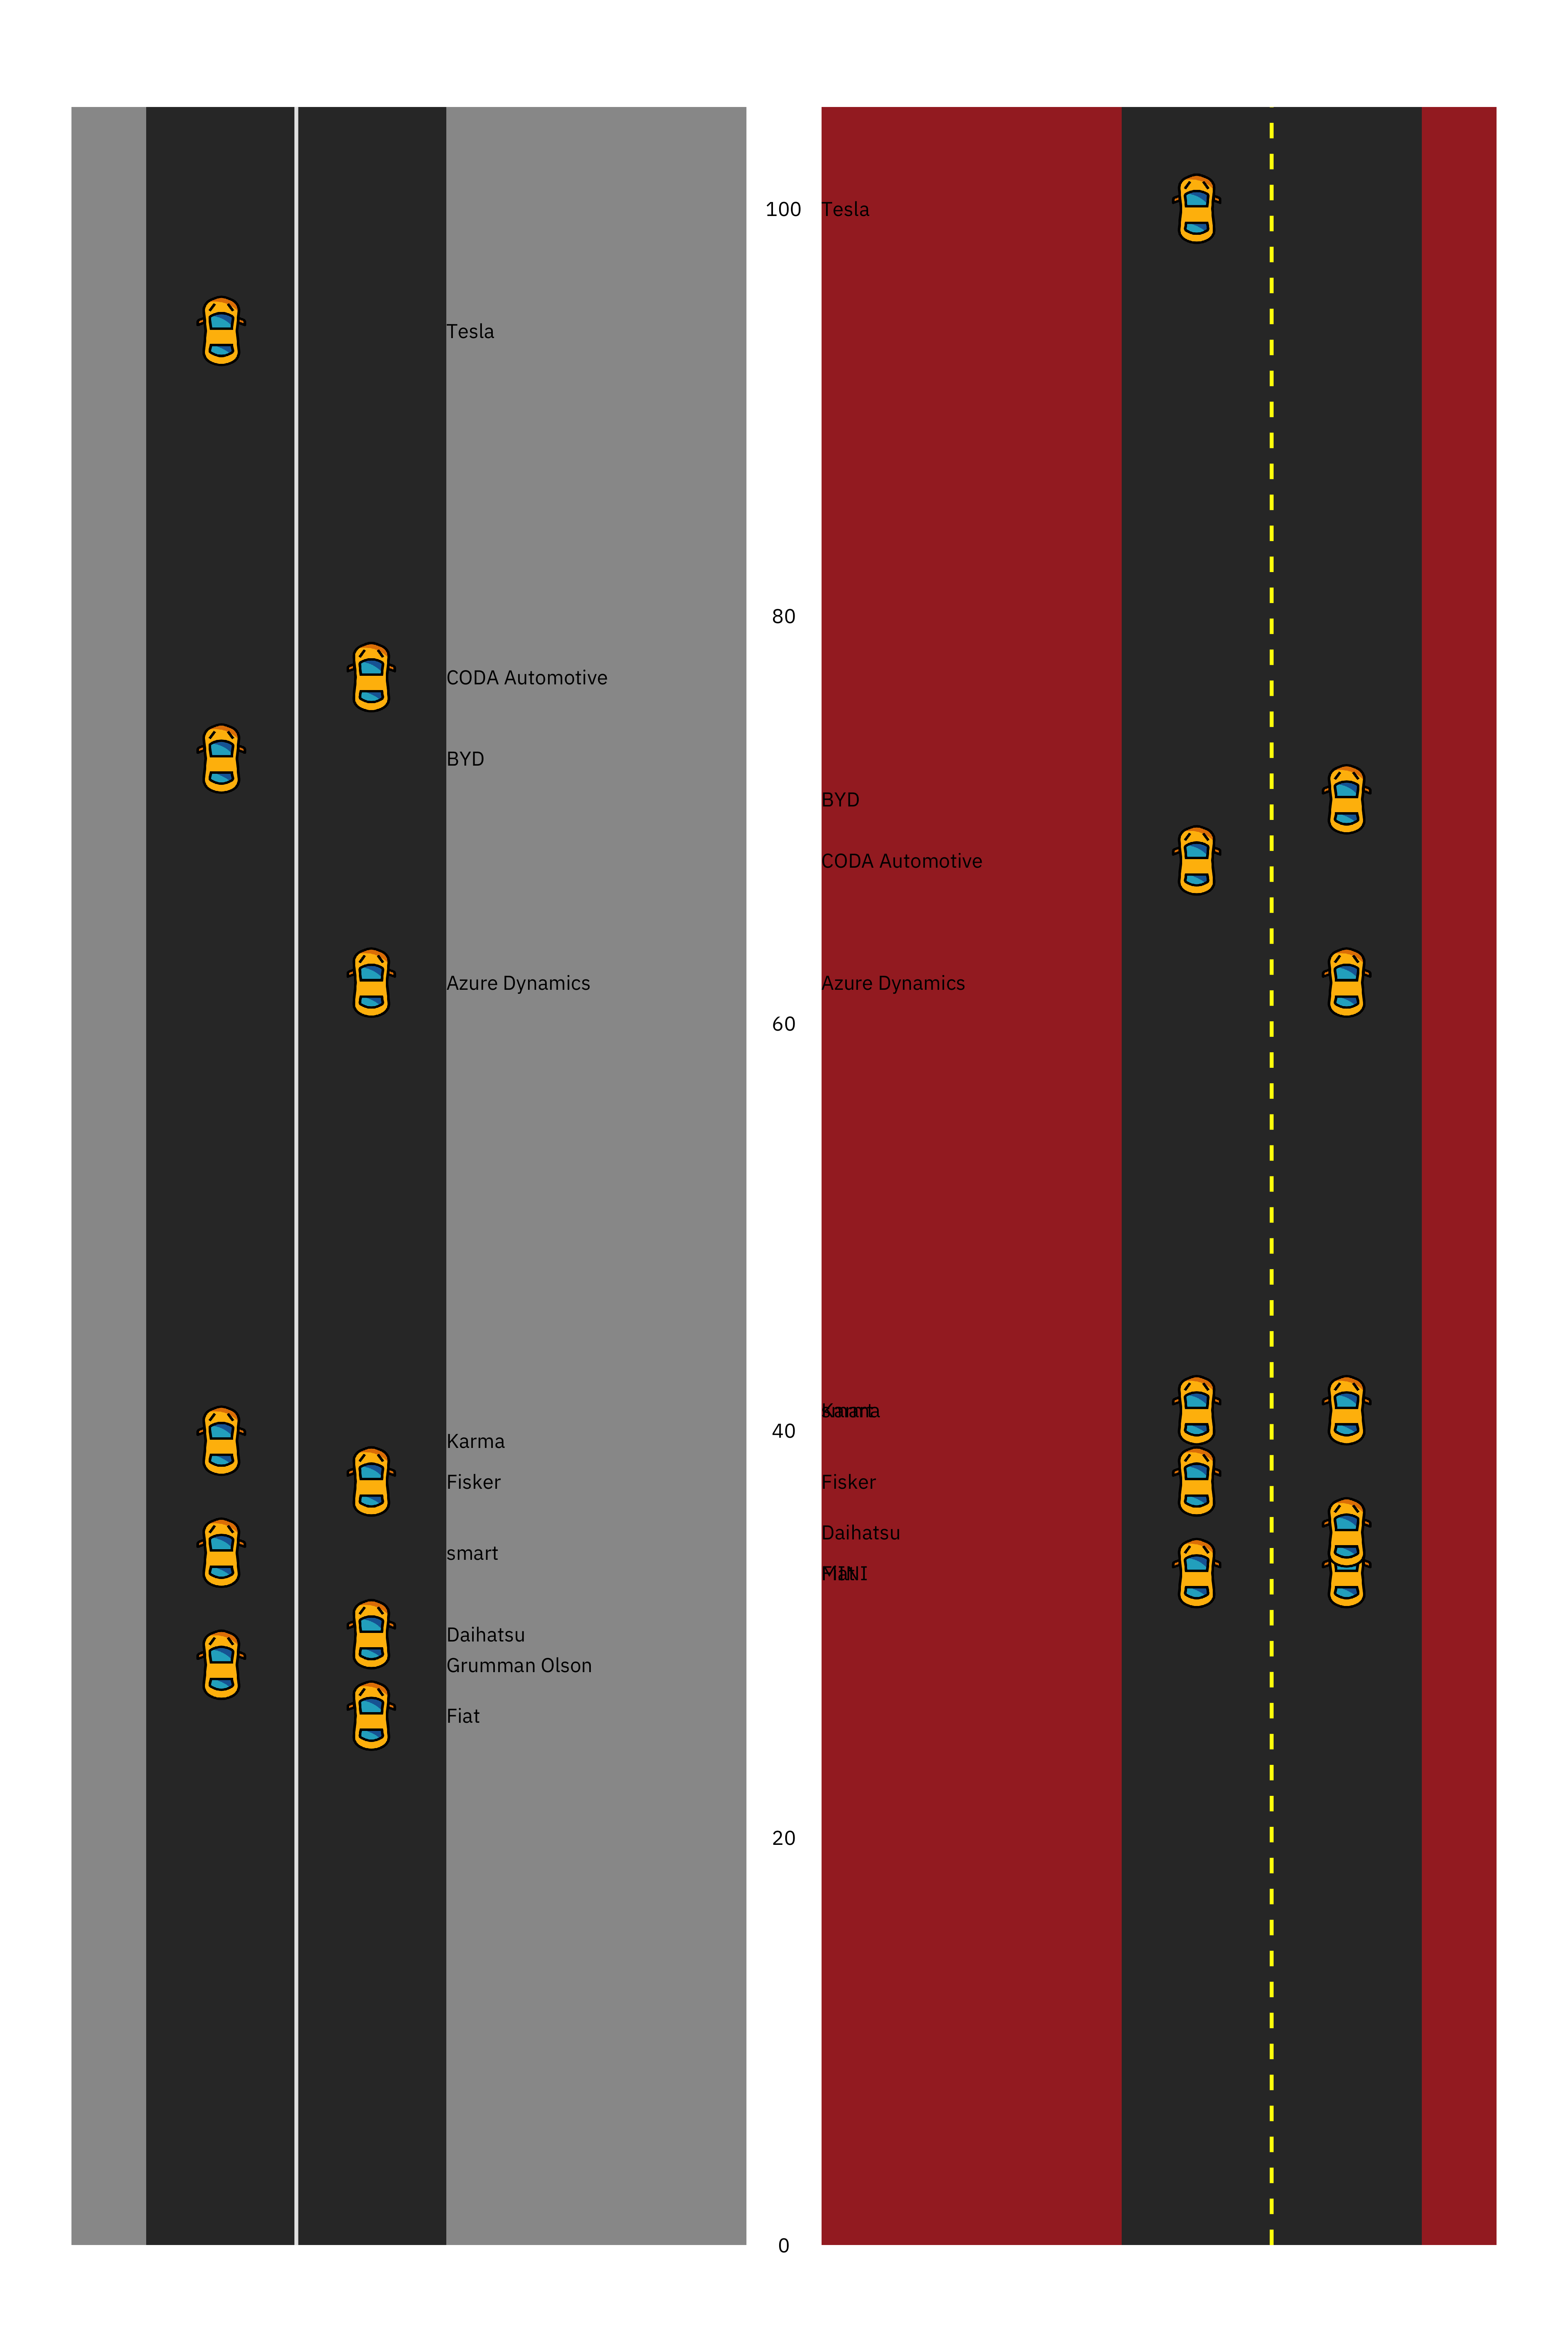 Tesla
CODA Automotive
BYD
Azure Dynamics
Karma
Fisker
smart
Daihatsu
Grumman Olson
Fiat
100
80
60
40
20
0
Tesla
BYD
CODA Automotive
Azure Dynamics
Karma
smart
Fisker
Daihatsu
Fiat
MINI